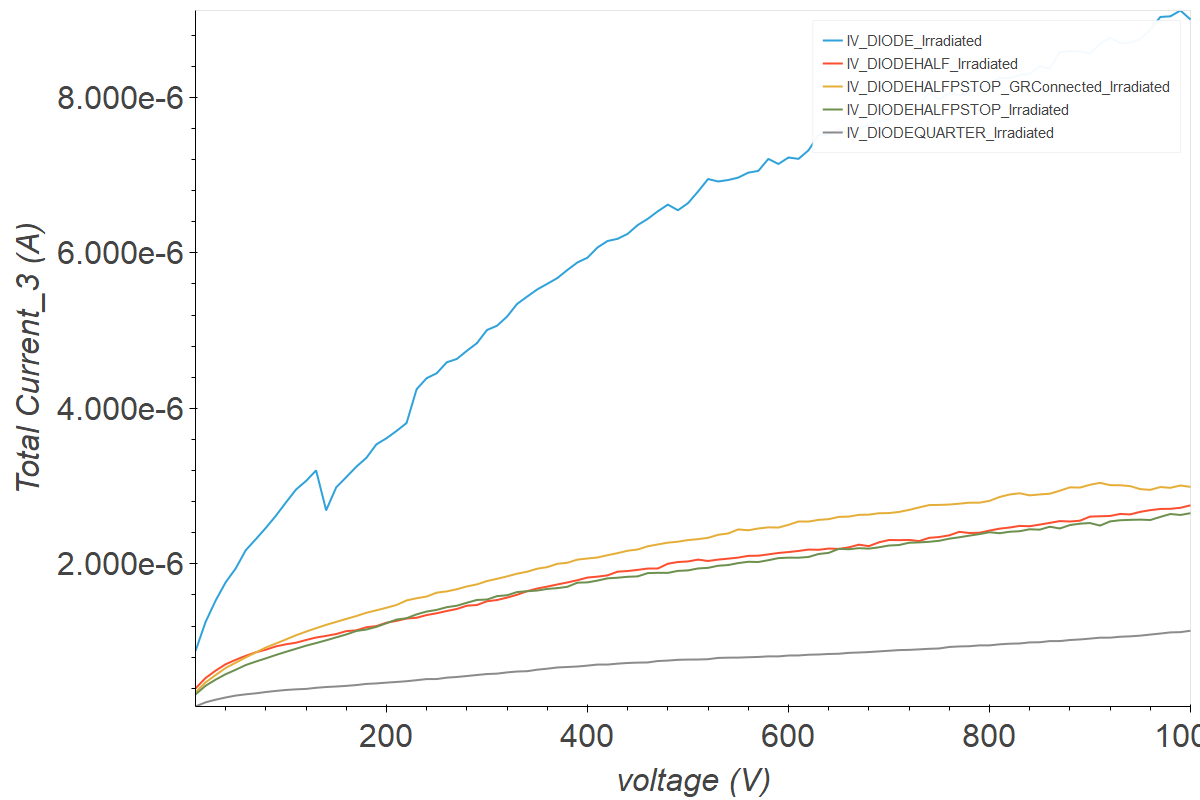 IV_DIODE_Irradiated
IV_DIODEHALF_Irradiated
IV_DIODEHALFPSTOP_GRConnected_Irradiated
IV_DIODEHALFPSTOP_Irradiated
IV_DIODEQUARTER_Irradiated
8.000e-6
6.000e-6
4.000e-6
2.000e-6
Total Current_3 (A)
200 400 600 800 100
voltage (V)